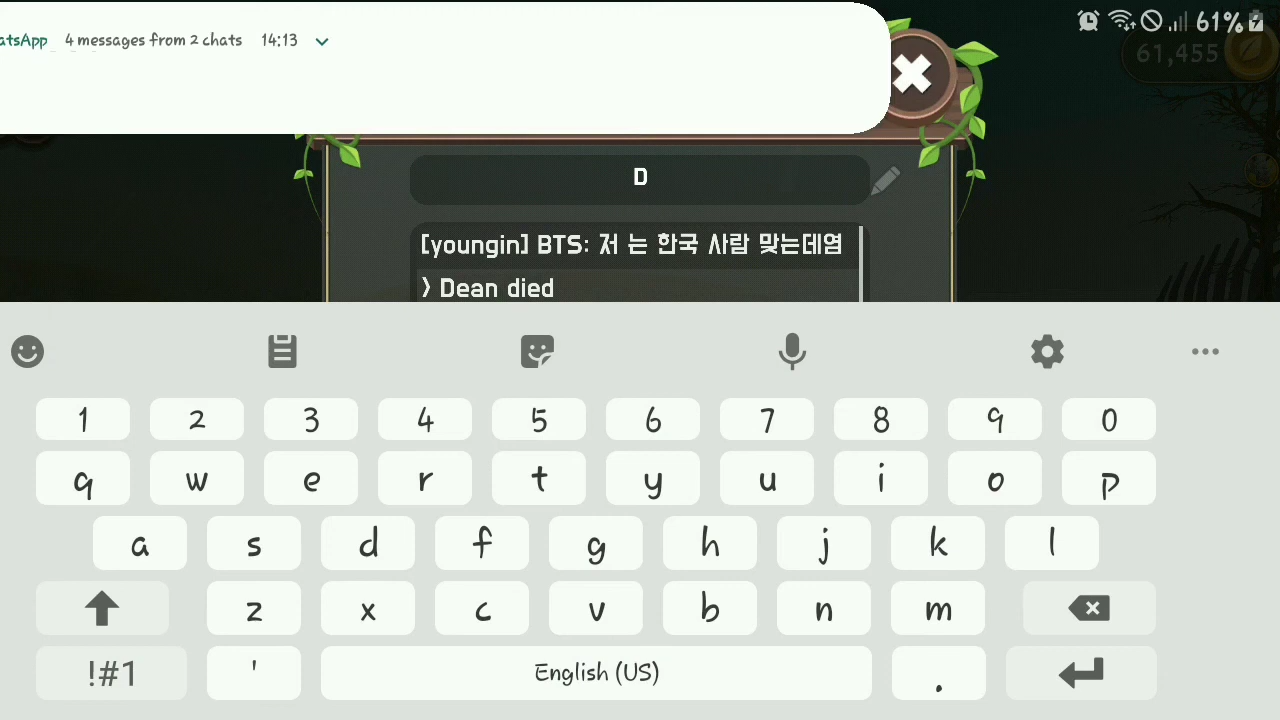 atsApp 4 messages from 2 chats 14:13
61%
61,455
D
[youngin] BTS: 저 는 한국 사람 맞는데염
> Dean died
1 2 3 4 5 6 7 8 9 0
q w e r t y u i o p
a s d f g h j k l
z x c v b n m
!#1 ' English (US) .